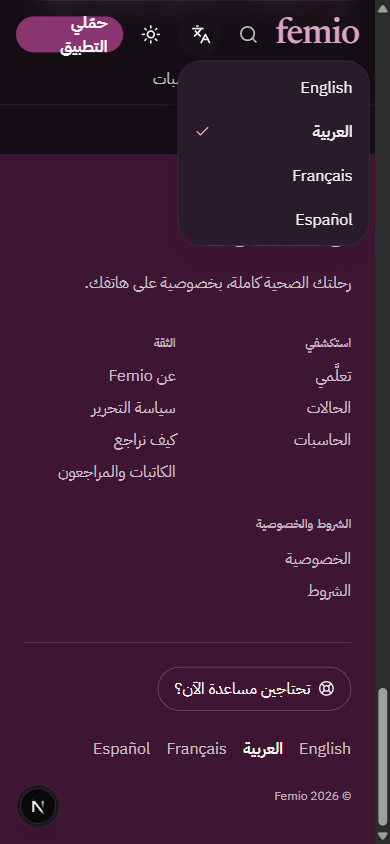 femio
حمّلي
التطبيق
English
العربية
Français
Español
رحلتك الصحية كاملة، بخصوصية على هاتفك.
استكشفي
تعلَّمي
الحالات
الحاسبات
الثقة
عن Femio
سياسة التحرير
كيف نراجع
الكاتبات والمراجعون
الشروط والخصوصية
الخصوصية
الشروط
تحتاجين مساعدة الآن؟
English العربية Français Español
© 2026 Femio
N